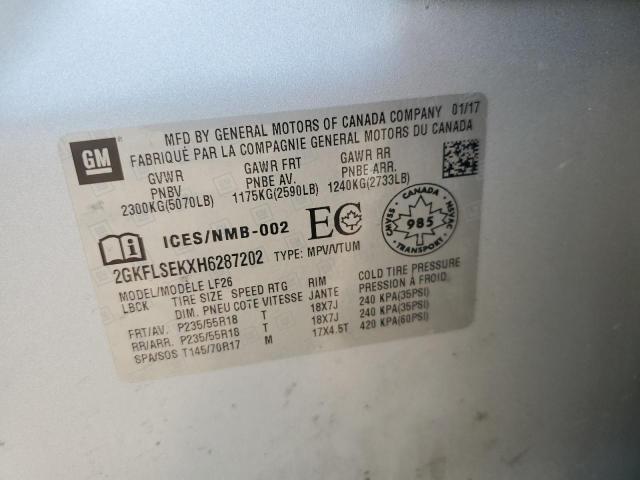 GM
MFD BY GENERAL MOTORS OF CANADA COMPANY 01/17
FABRIQUÉ PAR LA COMPAGNIE GENERAL MOTORS DU CANADA
GVWR GAWR FRT GAWR RR
PNBV PNBE AV. PNBE ARR.
2300KG(5070LB) 1175KG(2590LB) 1240KG(2733LB)
ICES/NMB-002 EC
CANADA
CMVSS NSVAC
985
TRANSPORT
2GKFLSEKXH6287202 TYPE: MPV/VTUM
MODEL/MODÈLE LF26
LBCK TIRE SIZE SPEED RTG RIM COLD TIRE PRESSURE
DIM. PNEU COTE VITESSE JANTE PRESSION À FROID
FRT/AV. P235/55R18 T 18X7J 240 KPA(35PSI)
RR/ARR. P235/55R18 T 18X7J 240 KPA(35PSI)
SPA/SOS T145/70R17 M 17X4.5T 420 KPA(60PSI)